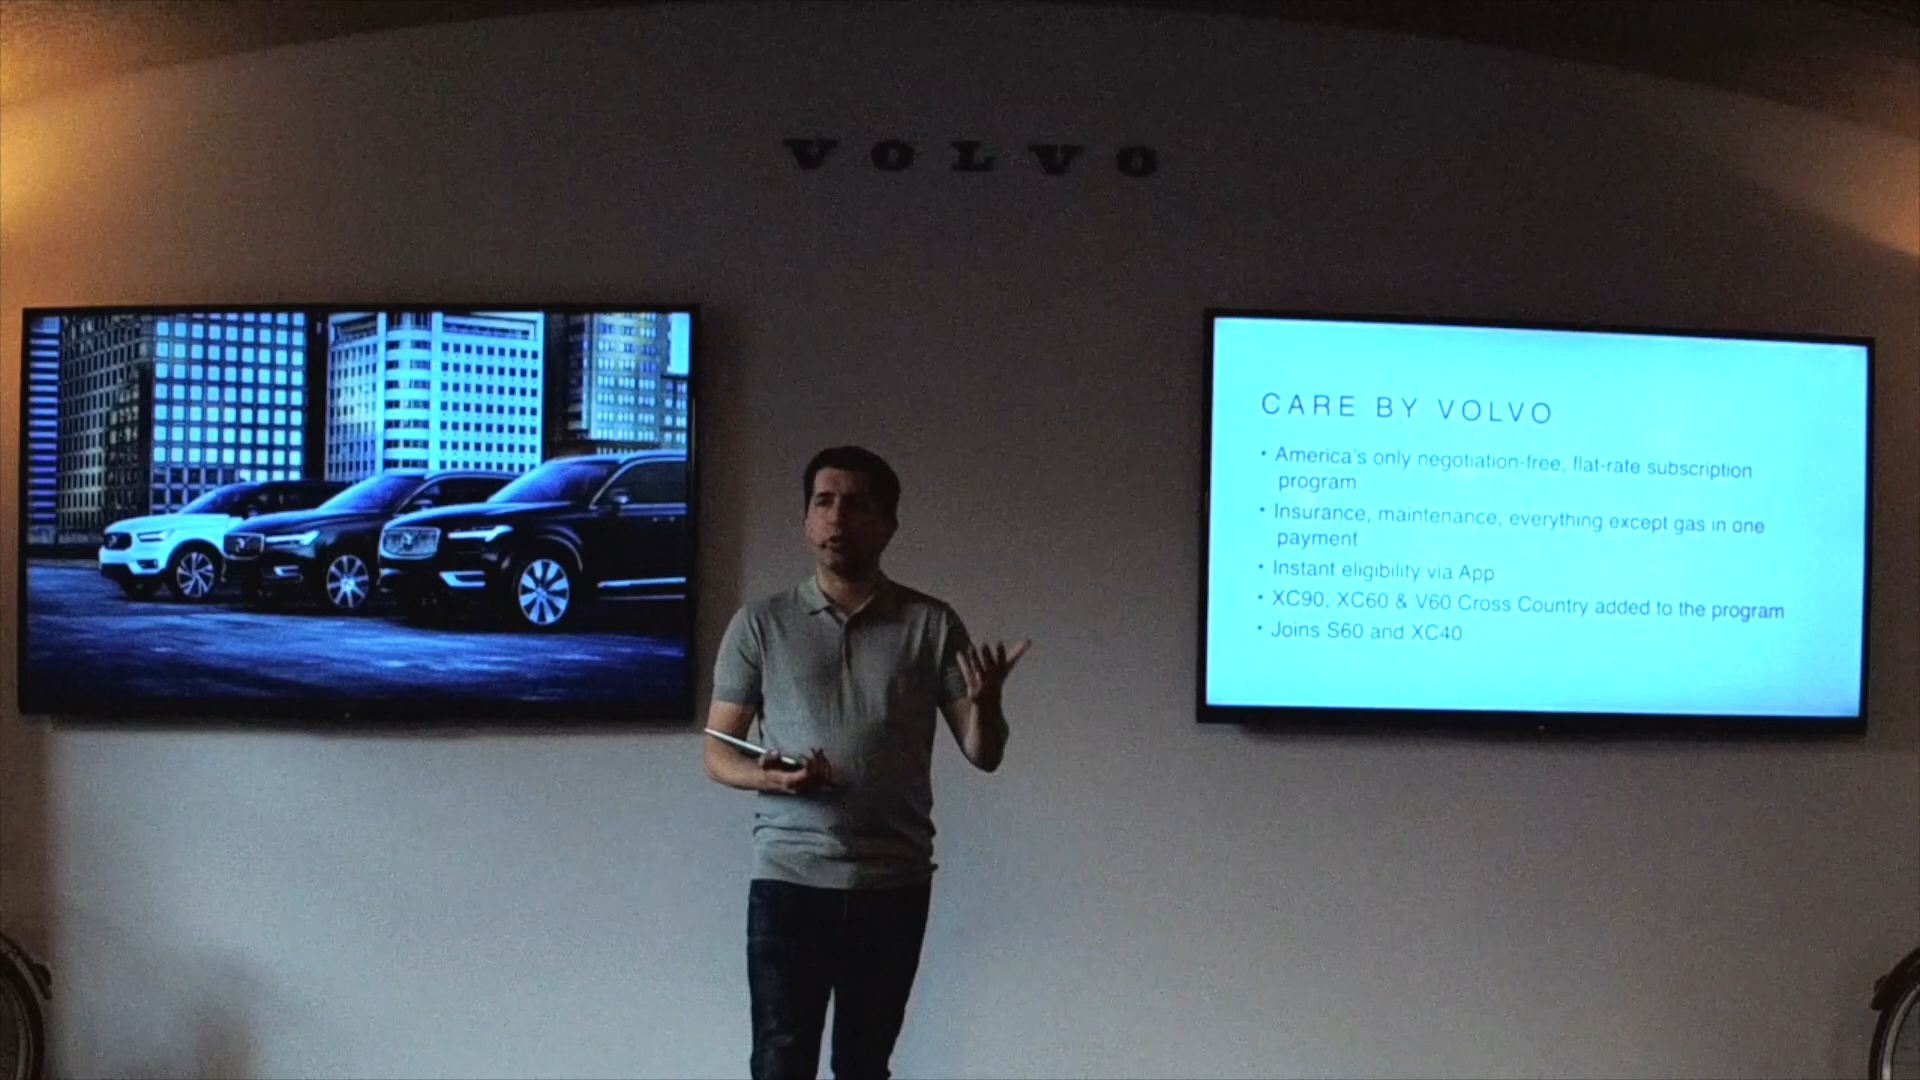 VOLVO
CARE BY VOLVO
• America's only negotiation-free, flat-rate subscription
program
• Insurance, maintenance, everything except gas in one
payment
• Instant eligibility via App
• XC90, XC60 & V60 Cross Country added to the program
• Joins S60 and XC40